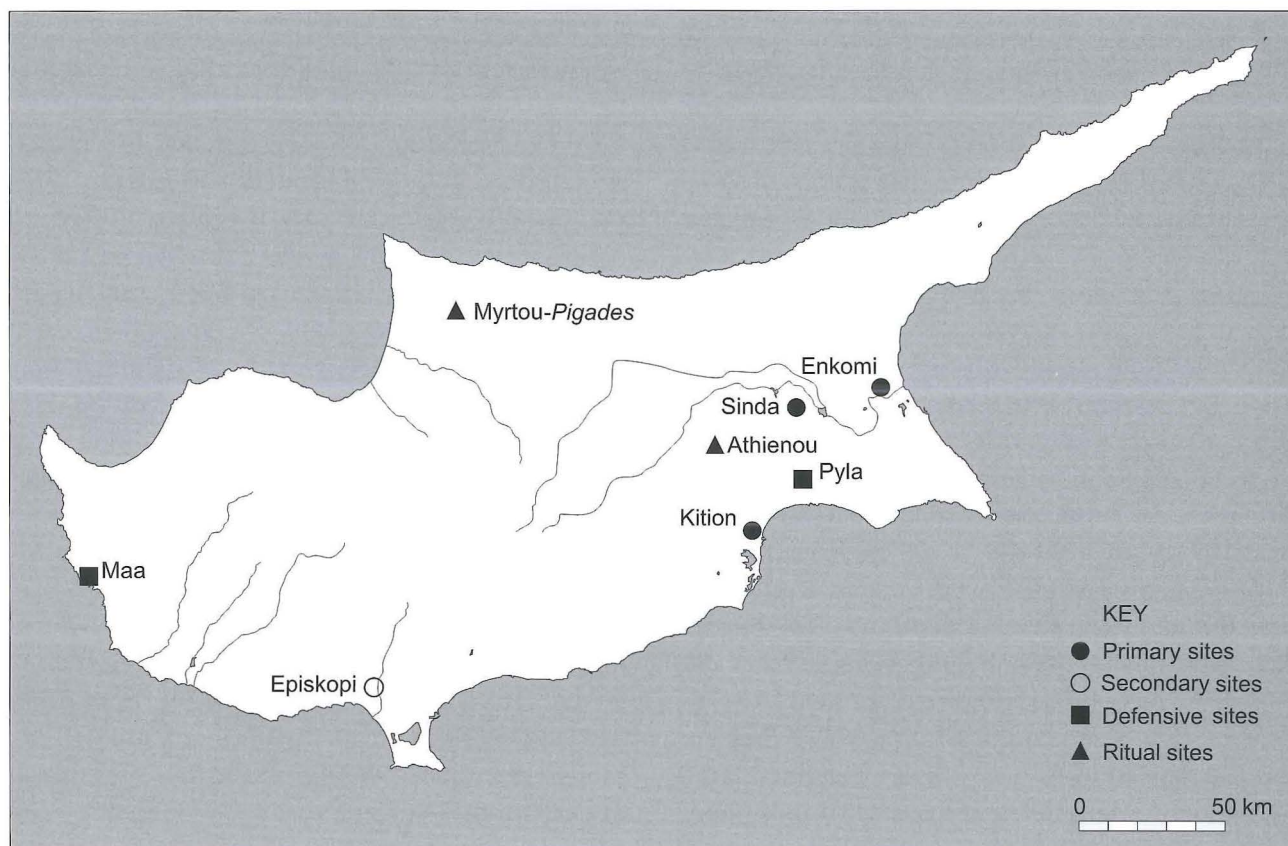 Myrtou-Pigades
Enkomi
Sinda
Athienou
Pyla
Kition
Maa
Episkopi
KEY
Primary sites
Secondary sites
Defensive sites
Ritual sites
0 50 km